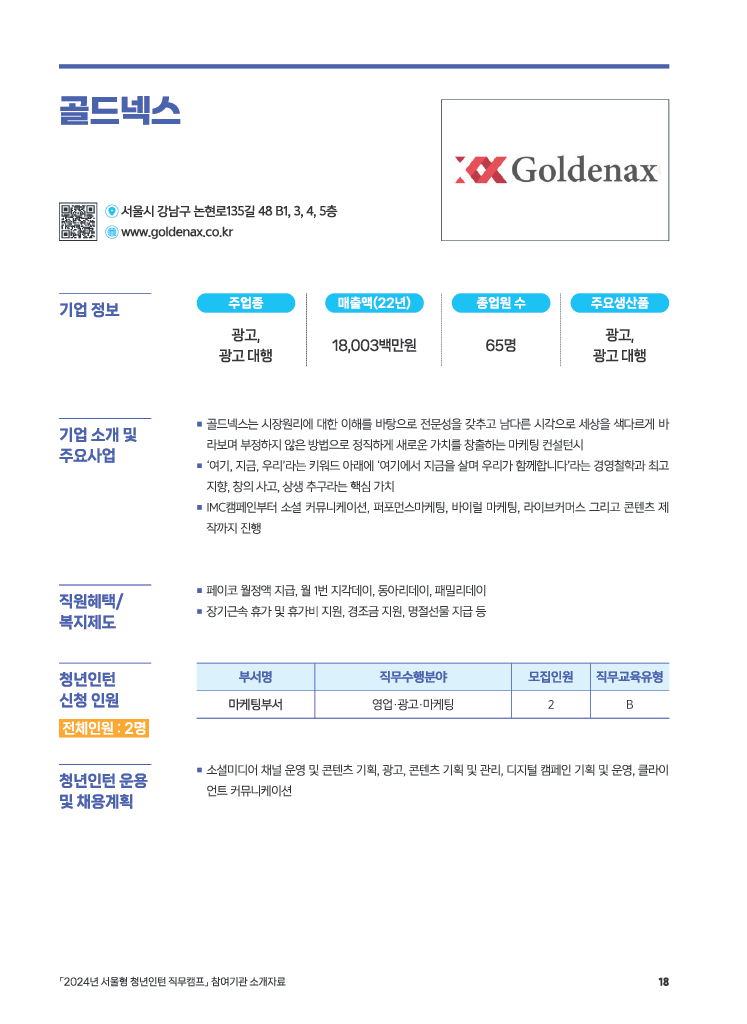 골드넥스
Goldenax
서울시 강남구 논현로135길 48 B1, 3, 4, 5층
www.goldenax.co.kr
기업 정보
주업종
매출액(22년)
종업원 수
주요생산품
광고,
광고 대행
18,003백만원
65명
광고,
광고 대행
기업 소개 및
주요사업
■ 골드넥스는 시장원리에 대한 이해를 바탕으로 전문성을 갖추고 남다른 시각으로 세상을 색다르게 바
라보며 부정하지 않은 방법으로 정직하게 새로운 가치를 창출하는 마케팅 컨설턴시
■ ‘여기, 지금, 우리’라는 키워드 아래에 ‘여기에서 지금을 살며 우리가 함께합니다’라는 경영철학과 최고
지향, 창의 사고, 상생 추구라는 핵심 가치
■ IMC캠페인부터 소셜 커뮤니케이션, 퍼포먼스마케팅, 바이럴 마케팅, 라이브커머스 그리고 콘텐츠 제
작까지 진행
직원혜택/
복지제도
■ 페이코 월정액 지급, 월 1번 지각데이, 동아리데이, 패밀리데이
■ 장기근속 휴가 및 휴가비 지원, 경조금 지원, 명절선물 지급 등
청년인턴
신청 인원
전체인원 : 2명
부서명 직무수행분야 모집인원 직무교육유형
마케팅부서 영업·광고·마케팅 2 B
청년인턴 운용
및 채용계획
■ 소셜미디어 채널 운영 및 콘텐츠 기획, 광고, 콘텐츠 기획 및 관리, 디지털 캠페인 기획 및 운영, 클라이
언트 커뮤니케이션
「2024년 서울형 청년인턴 직무캠프」 참여기관 소개자료
18